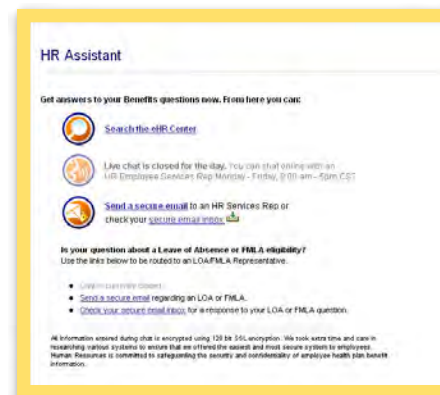 HR Assistant
Get answers to your Benefits questions now. From here you can:
Search the eHR Center
Live chat is closed for the day. You can chat online with an
HR Employee Services Rep Monday - Friday, 8:00 am - 5pm CST
Send a secure email to an HR Services Rep or
check your secure email inbox
Is your question about a Leave of Absence or FMLA eligibility?
Use the links below to be routed to an LOA/FMLA Representative.
currently closed
Send a secure email regarding an LOA or FMLA.
Check your secure email inbox for a response to your LOA or FMLA question.
All Information entered during chat is encrypted using 128 bit SSL encryption. We took extra time and care in
researching various systems to ensure that we offered the easiest and most secure system to employees.
Human Resources is committed to safeguarding the security and confidentiality of employee health plan benefit
information.